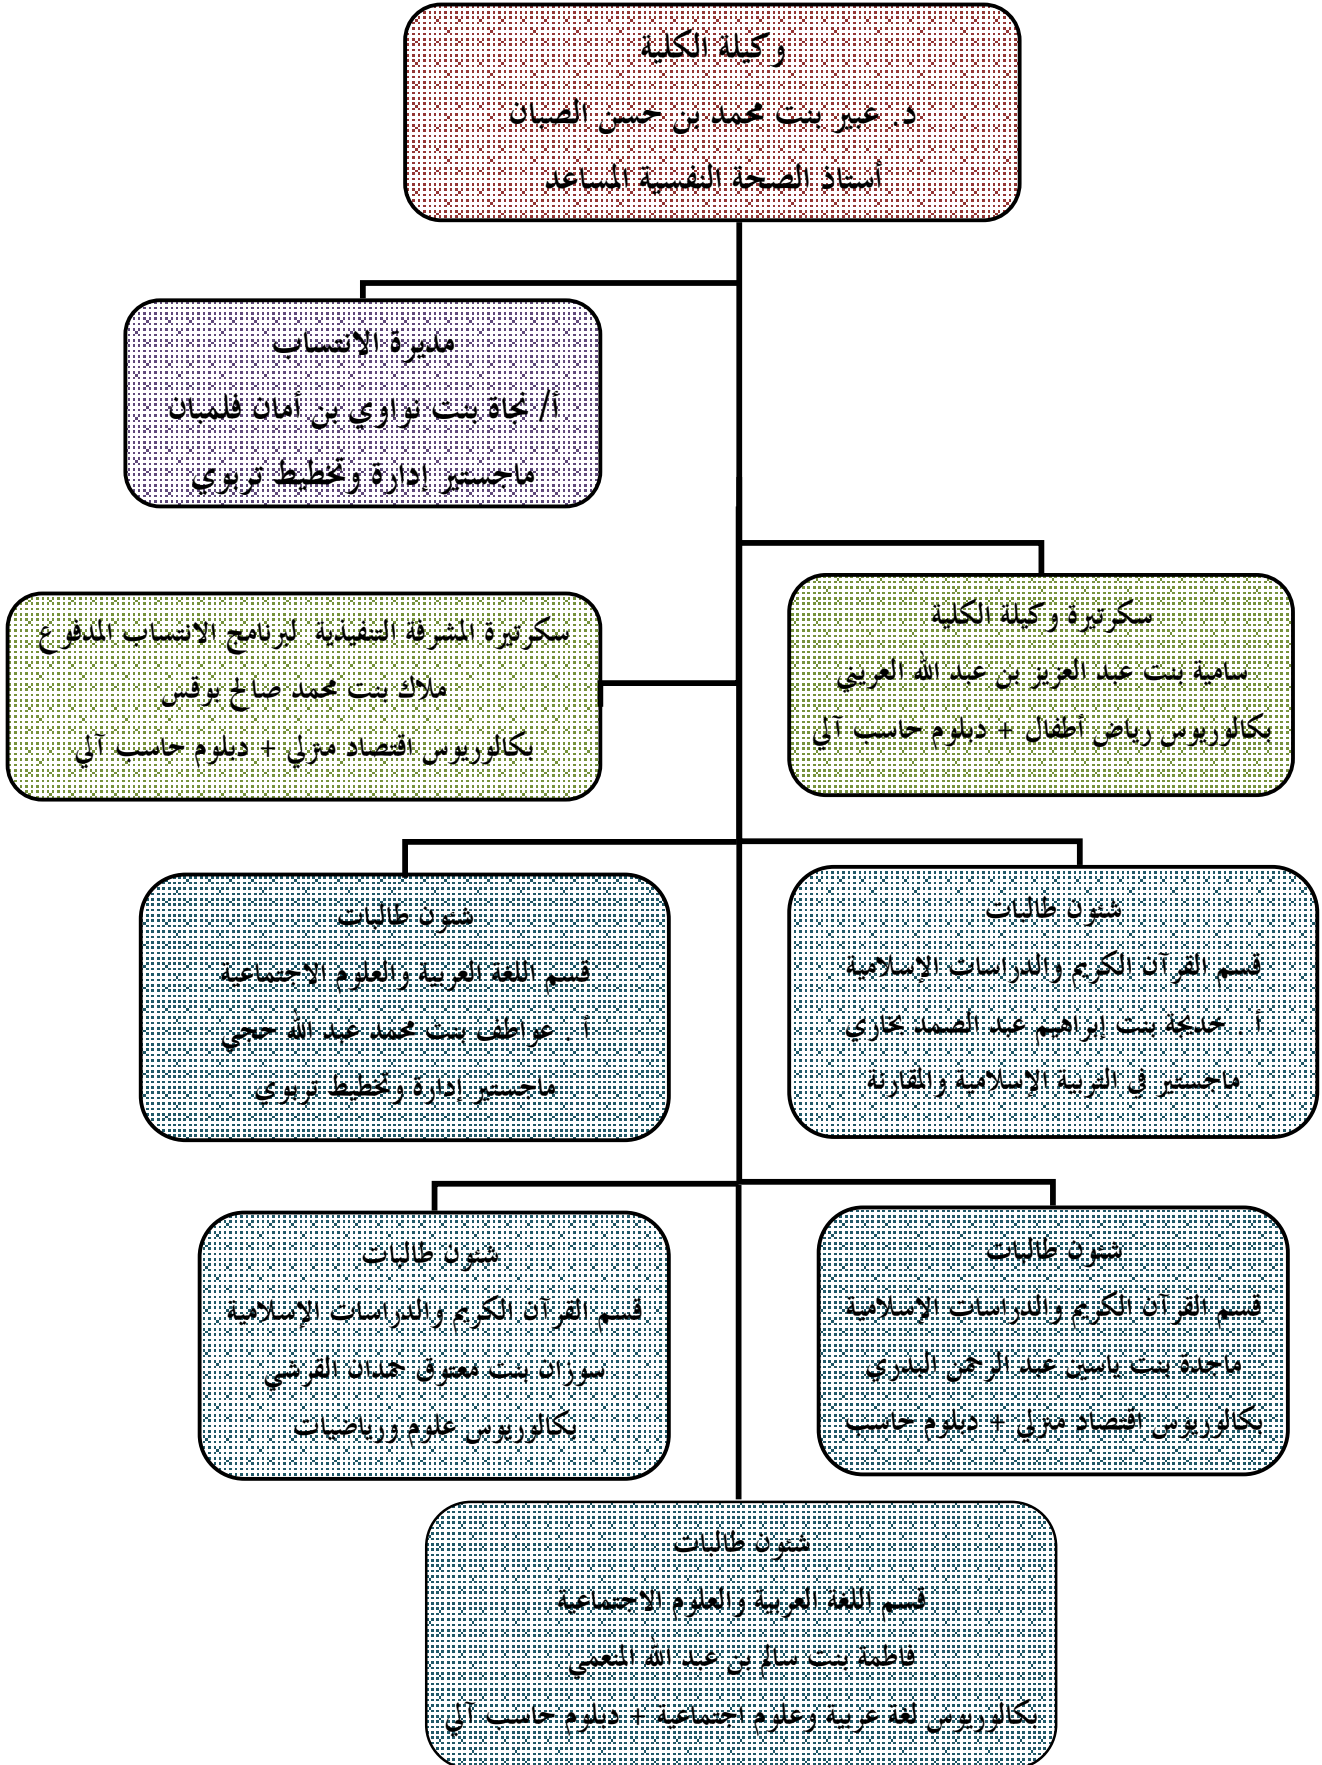 وكيلة الكلية
د. عبير بنت محمد بن حسن الصبان
أستاذ الصحة النفسية المساعد
مديرة الانتساب
أ/ نجاة بنت نواوي بن أمان فلمبان
ماجستير إدارة وتخطيط تربوي
سكرتيرة وكيلة الكلية
سامية بنت عبد العزيز بن عبد الله العريني
بكالوريوس رياض أطفال + دبلوم حاسب آلي
سكرتيرة المشرفة التنفيذية لبرنامج الانتساب المدفوع
ملاك بنت محمد صالح بوقس
بكالوريوس اقتصاد منزلي + دبلوم حاسب آلي
شئون طالبات
قسم القرآن الكريم والدراسات الإسلامية
أ . خديجة بنت إبراهيم عبد الصمد بخاري
ماجستير في التربية الإسلامية والمقارنة
شئون طالبات
قسم اللغة العربية والعلوم الاجتماعية
أ . عواطف بنت محمد عبد الله حجي
ماجستير إدارة وتخطيط تربوي
شئون طالبات
قسم القرآن الكريم والدراسات الإسلامية
ماجدة بنت ياسين عبد الرحمن البدري
بكالوريوس اقتصاد منزلي + دبلوم حاسب
شئون طالبات
قسم القرآن الكريم والدراسات الإسلامية
سوزان بنت معتوق حمدان القرشي
بكالوريوس علوم ورياضيات
شئون طالبات
قسم اللغة العربية والعلوم الاجتماعية
فاطمة بنت سالم بن عبد الله المنعمي
بكالوريوس لغة عربية وعلوم اجتماعية + دبلوم حاسب آلي